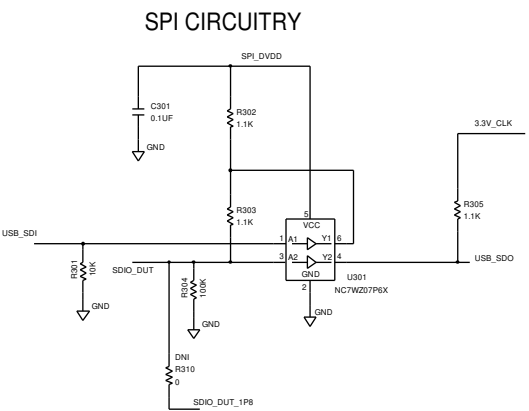 SPI CIRCUITRY
SPI_DVDD
C301
0.1UF
GND
R302
1.1K
3.3V_CLK
R303
1.1K
R305
1.1K
5
VCC
USB_SDI
1 A1 Y1 6
3 A2 Y2 4
GND
2
U301
NC7WZ07P6X
USB_SDO
SDIO_DUT
R301
10K
R304
100K
GND
GND
GND
DNI
R310
0
SDIO_DUT_1P8